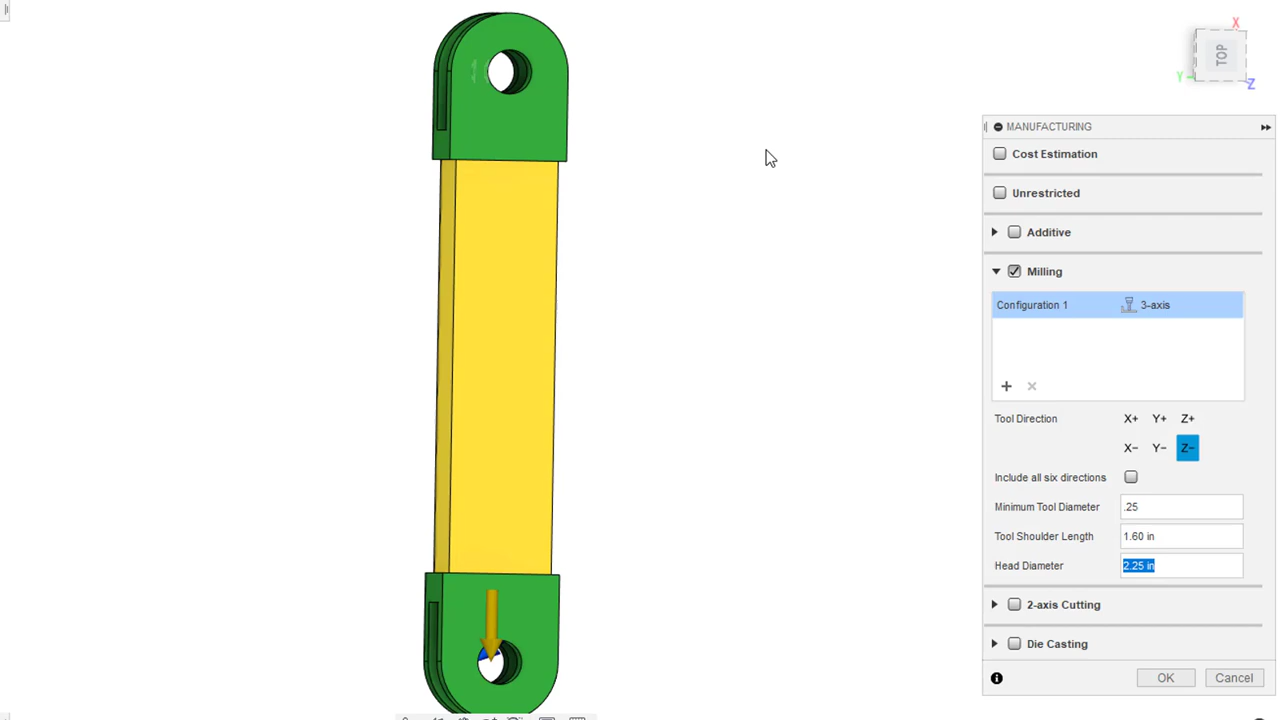 X
TOP
Y
Z
MANUFACTURING
Cost Estimation
Unrestricted
Additive
Milling
Configuration 1 3-axis
Tool Direction X+ Y+ Z+
X− Y− Z−
Include all six directions
Minimum Tool Diameter .25
Tool Shoulder Length 1.60 in
Head Diameter 2.25 in
2-axis Cutting
Die Casting
OK Cancel